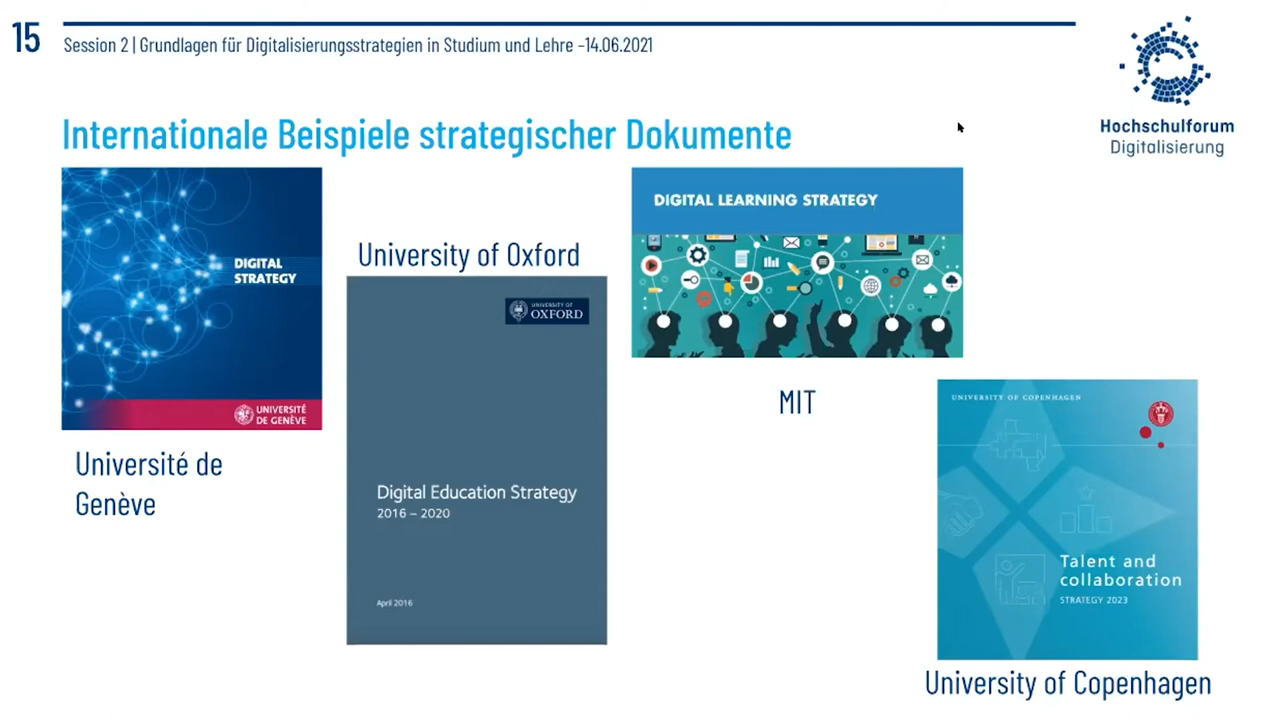 15
Session 2 | Grundlagen für Digitalisierungsstrategien in Studium und Lehre –14.06.2021
Hochschulforum
Digitalisierung
Internationale Beispiele strategischer Dokumente
DIGITAL
STRATEGY
UNIVERSITÉ
DE GENÈVE
Université de
Genève
University of Oxford
UNIVERSITY OF
OXFORD
Digital Education Strategy
2016 – 2020
April 2016
DIGITAL LEARNING STRATEGY
MIT
UNIVERSITY OF COPENHAGEN
Talent and
collaboration
STRATEGY 2023
University of Copenhagen